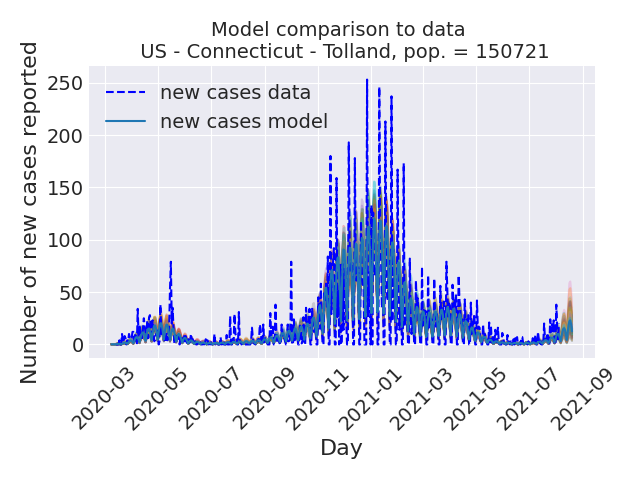 Model comparison to data
US - Connecticut - Tolland, pop. = 150721
Number of new cases reported
250
200
150
100
50
0
new cases data
new cases model
2020-03
2020-05
2020-07
2020-09
2020-11
2021-01
2021-03
2021-05
2021-07
2021-09
Day